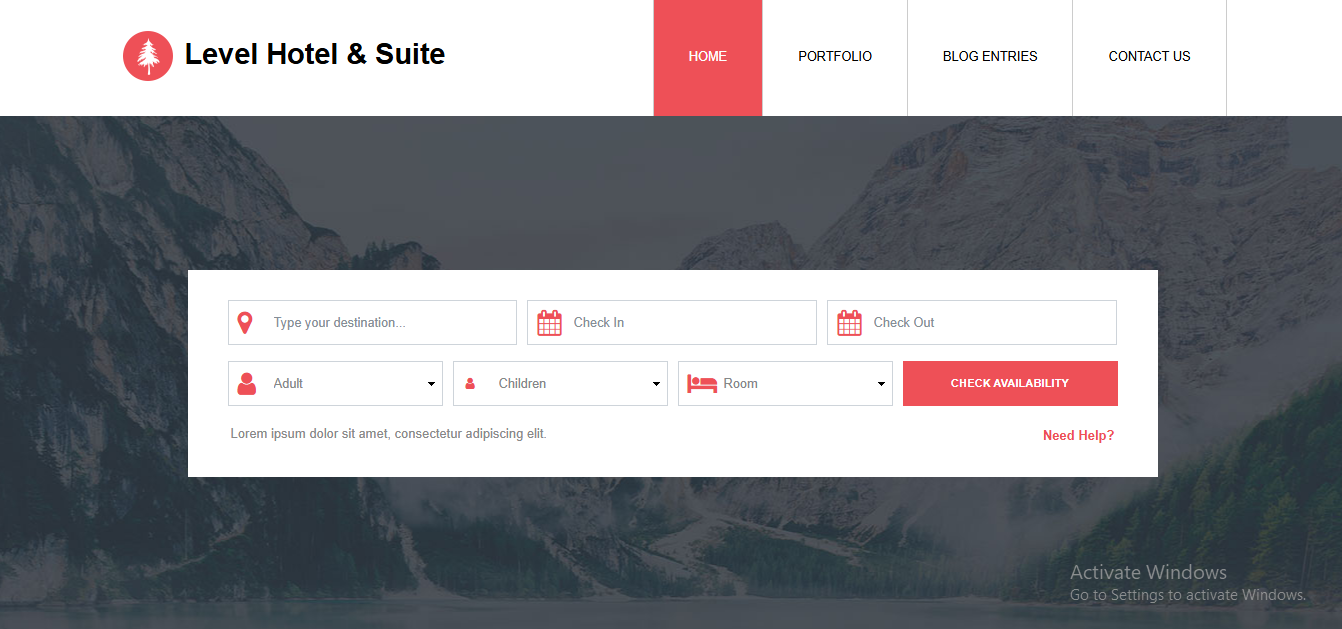 Level Hotel & Suite
HOME PORTFOLIO BLOG ENTRIES CONTACT US
Type your destination... Check In Check Out
Adult Children Room CHECK AVAILABILITY
Lorem ipsum dolor sit amet, consectetur adipiscing elit. Need Help?
Activate Windows
Go to Settings to activate Windows.